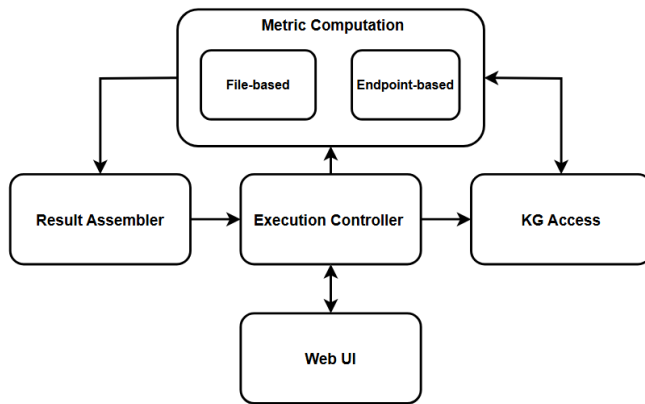 Metric Computation
File-based
Endpoint-based
Result Assembler
Execution Controller
KG Access
Web UI